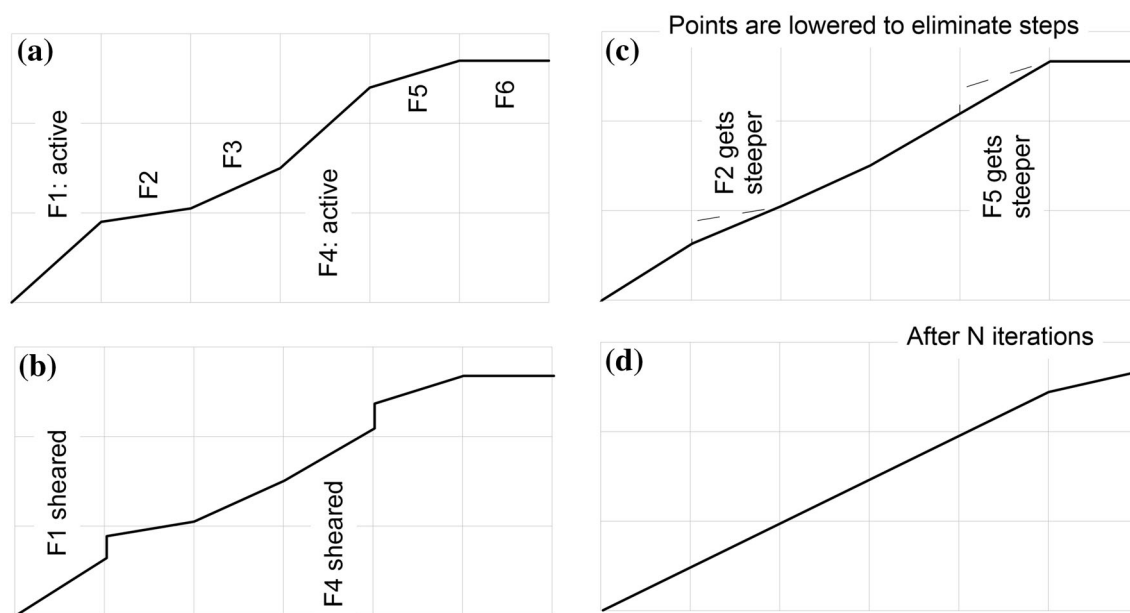 (a)
F1: active
F2
F3
F4: active
F5
F6
(b)
F1 sheared
F4 sheared
Points are lowered to eliminate steps
(c)
F2 gets
steeper
F5 gets
steeper
After N iterations
(d)